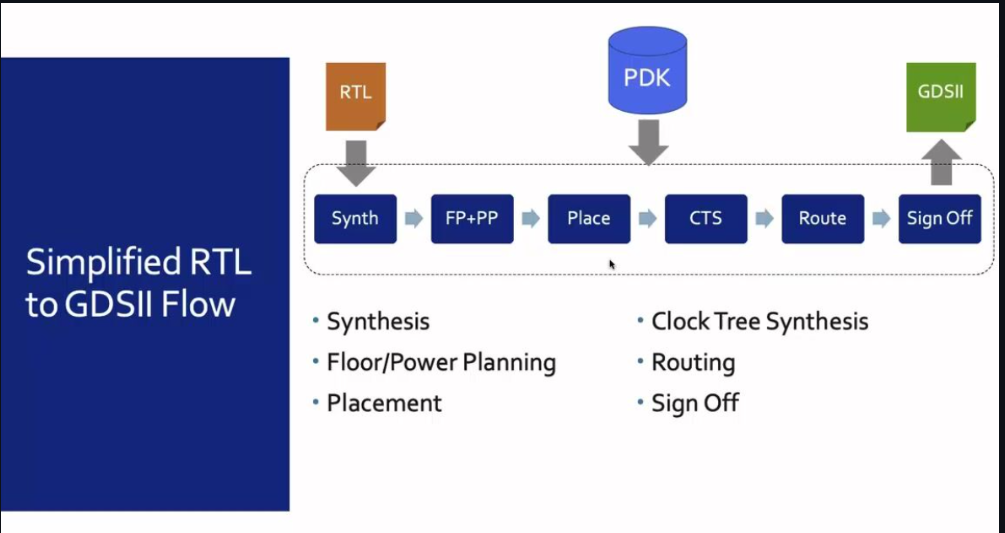 RTL
PDK
GDSII
Synth
FP+PP
Place
CTS
Route
Sign Off
Simplified RTL
to GDSII Flow
• Synthesis
• Floor/Power Planning
• Placement
• Clock Tree Synthesis
• Routing
• Sign Off